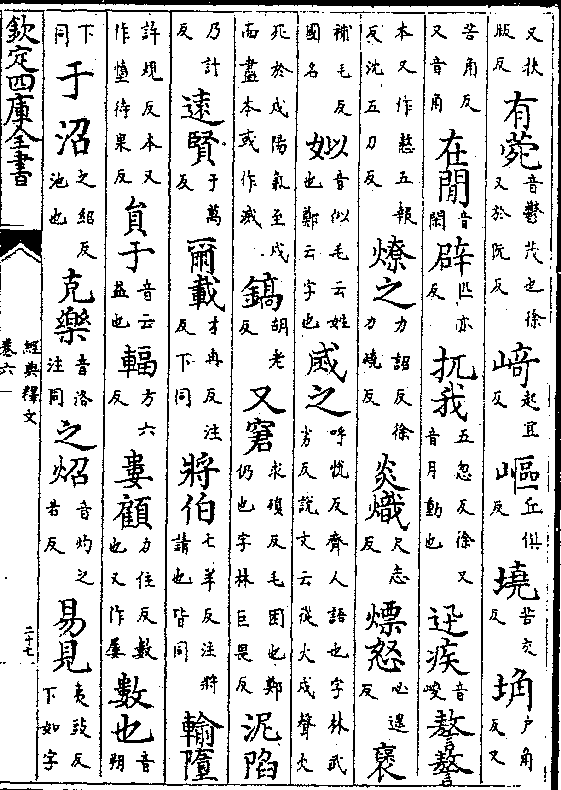 又扶版反有菀音鬱茂也徐又於阮反﨑起宜反嶇丘俱反墝苦交反埆戶角反又
苦角反又音角在閒音閑辟匹亦反扤我五忽反徐又音月動也迅疾音峻謷謷
本又作憗五報反沈五刀反燎之力詔反徐力燒反炎熾尺志反熛怒必遙反褒
補毛反國名姒音似毛云姓也鄭云字也烕之呼恱反齊人語也字林武劣反說文云從火戌聲火
死於戌陽氣至戌而盡本或作滅鎬胡老反又窘求殞反毛困也鄭仍也字林巨畏反泥陷
乃計反遠賢于萬反爾載才再反注下同將伯七羊反注將請也皆同輸墮
許規反本又作憻待果反貟于音云益也輻方六反婁顧力住反數也又作屢數也音朔
下同于沼之紹反池也克樂音洛注同之炤音灼之若反易見夷豉反下如字
欽定四庫全書
經典釋文
卷六
二十七